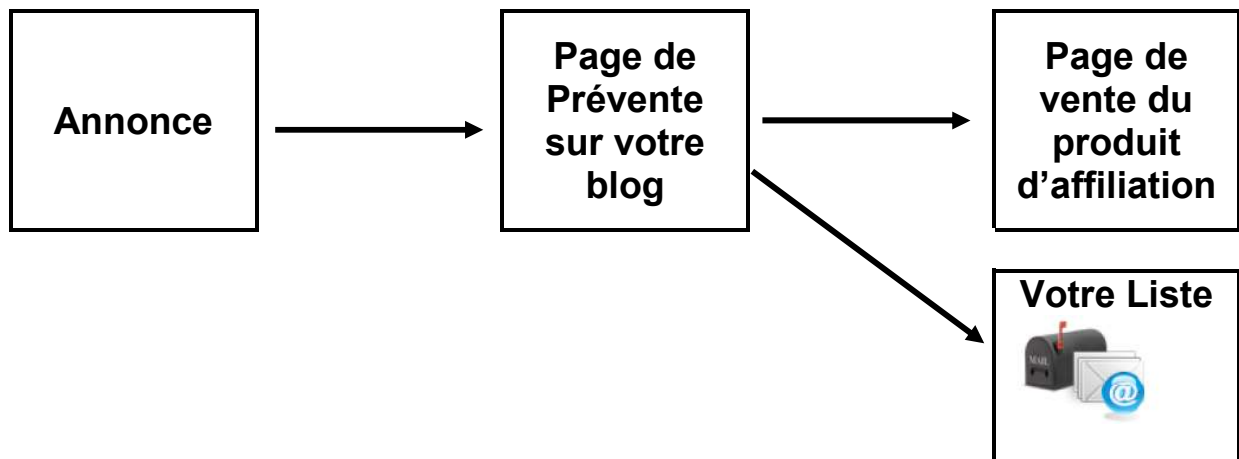 Annonce
Page de
Prévente
sur votre
blog
Page de
vente du
produit
d’affiliation
Votre Liste
MAIL
@